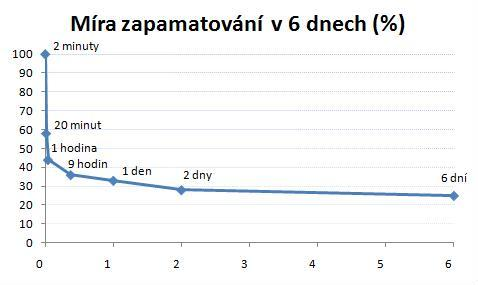 Míra zapamatování v 6 dnech (%)
100
90
80
70
60
50
40
30
20
10
0
2 minuty
20 minut
1 hodina
9 hodin
1 den
2 dny
6 dní
0
1
2
3
4
5
6